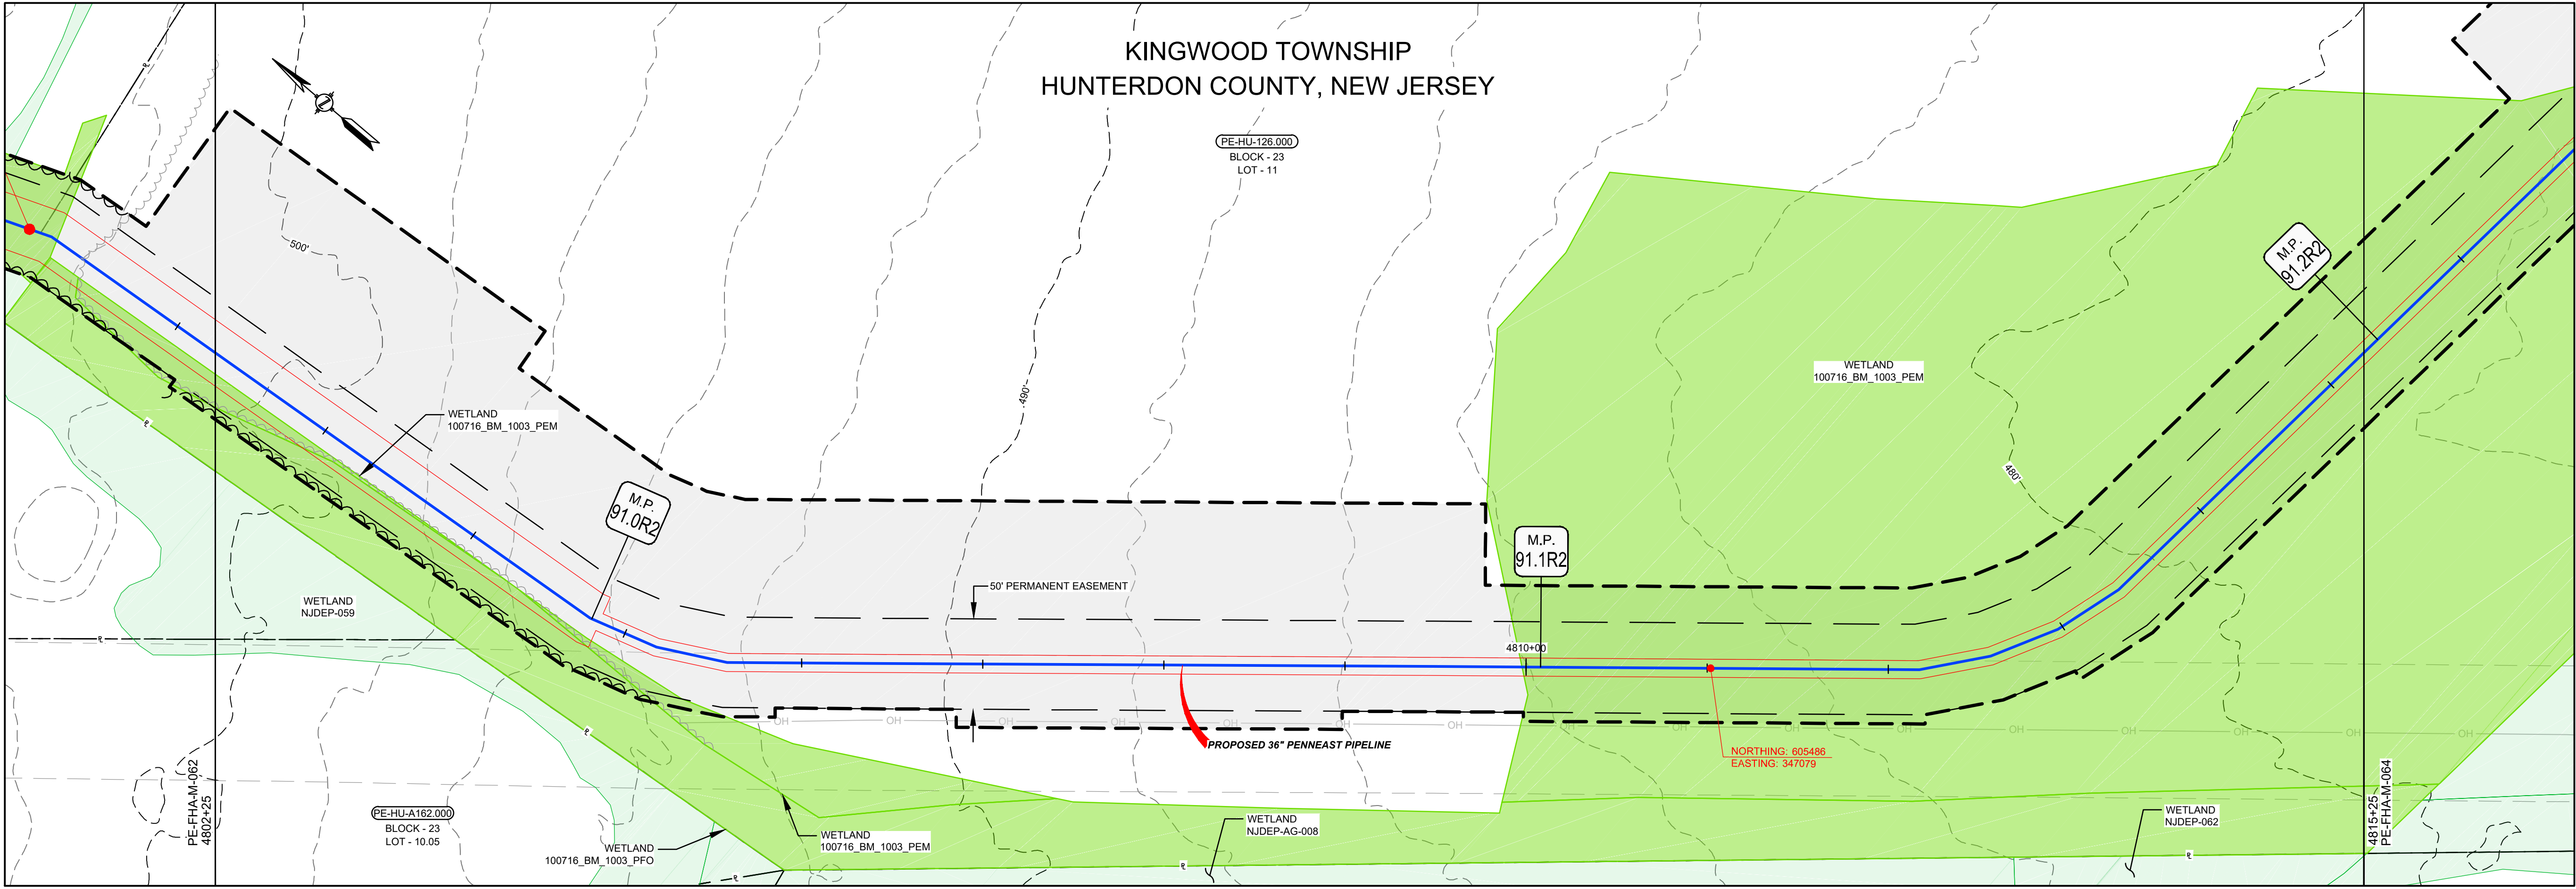 KINGWOOD TOWNSHIP
HUNTERDON COUNTY, NEW JERSEY
PE-HU-126.000
BLOCK - 23
LOT - 11
500'
490'
480'
M.P.
91.2R2
WETLAND
100716_BM_1003_PEM
WETLAND
100716_BM_1003_PEM
M.P.
91.0R2
M.P.
91.1R2
50' PERMANENT EASEMENT
WETLAND
NJDEP-059
4810+00
OH OH OH OH OH OH OH OH OH OH OH OH OH OH OH OH
PROPOSED 36" PENNEAST PIPELINE
NORTHING: 605486
EASTING: 347079
PE-FHA-M-062
4802+25
PE-HU-A162.000
BLOCK - 23
LOT - 10.05
WETLAND
100716_BM_1003_PFO
WETLAND
100716_BM_1003_PEM
WETLAND
NJDEP-AG-008
WETLAND
NJDEP-062
4815+25
PE-FHA-M-064